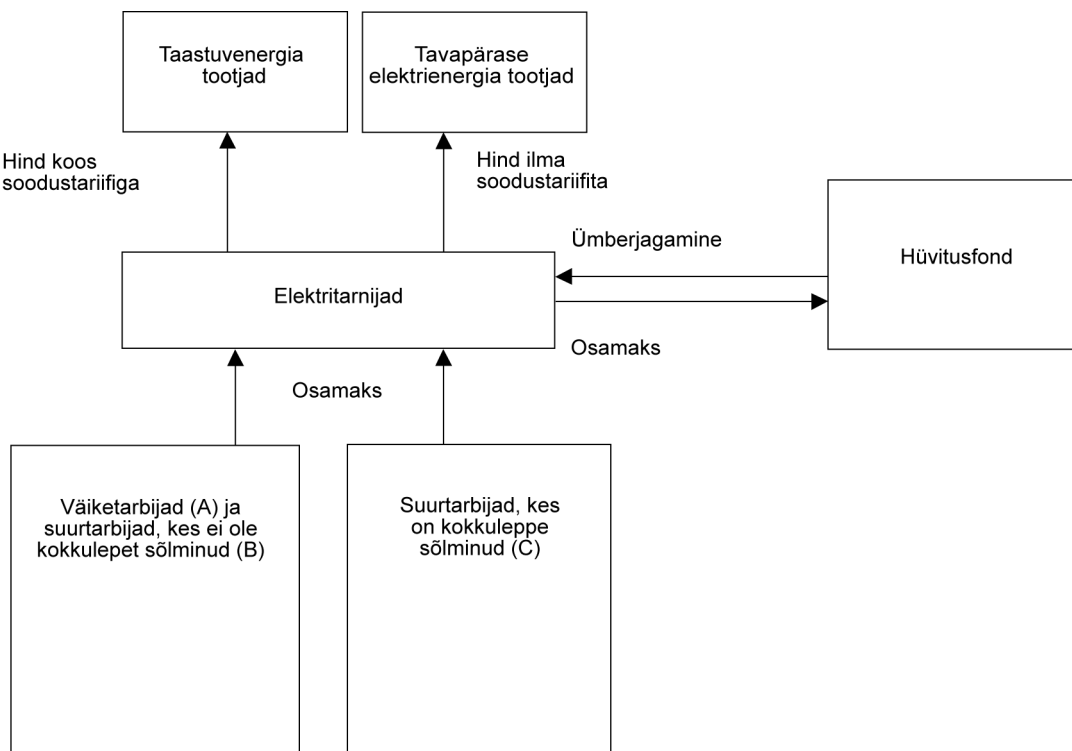 Taastuvenergia
tootjad
Tavapärase
elektrienergia tootjad
Hind koos
soodustariifiga
Hind ilma
soodustariifita
Ümberjagamine
Hüvitusfond
Elektritarnijad
Osamaks
Osamaks
Väiketarbijad (A) ja
suurtarbijad, kes ei ole
kokkulepet sõlminud (B)
Suurtarbijad, kes
on kokkuleppe
sõlminud (C)